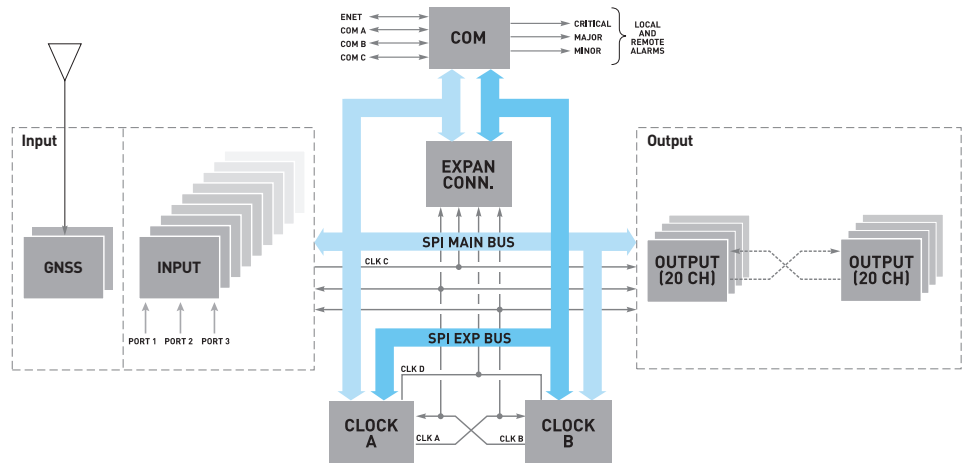 ENET
COM A
COM B
COM C
COM
CRITICAL
MAJOR
MINOR
LOCAL
AND
REMOTE
ALARMS
Input
Output
EXPAN
CONN.
GNSS
INPUT
PORT 1
PORT 2
PORT 3
SPI MAIN BUS
CLK C
OUTPUT
(20 CH)
OUTPUT
(20 CH)
SPI EXP BUS
CLK D
CLOCK
A
CLK A
CLK B
CLOCK
B